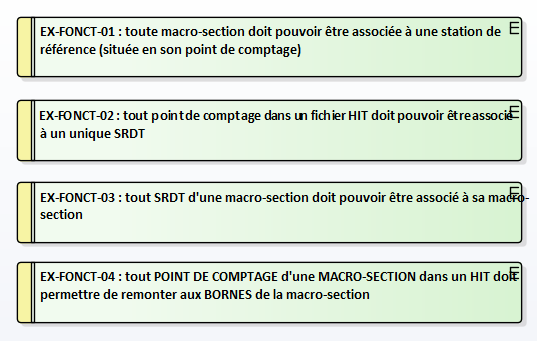 EX-FONCT-01 : toute macro-section doit pouvoir être associée à une station de
référence (située en son point de comptage)
E
EX-FONCT-02 : tout point de comptage dans un fichier HIT doit pouvoir être associé
à un unique SRDT
E
EX-FONCT-03 : tout SRDT d'une macro-section doit pouvoir être associé à sa macro-
section
E
EX-FONCT-04 : tout POINT DE COMPTAGE d'une MACRO-SECTION dans un HIT doit
permettre de remonter aux BORNES de la macro-section
E